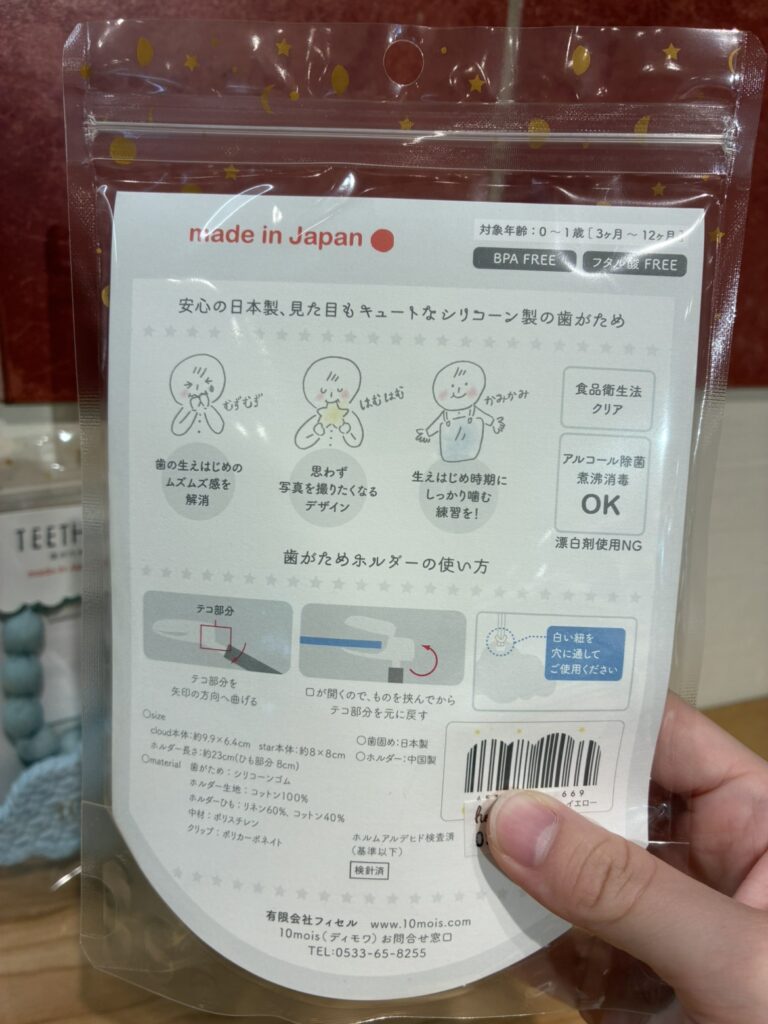 made in Japan
対象年齢：0～1歳［3ヶ月～12ヶ月］
BPA FREE
フタル酸 FREE
安心の日本製、見た目もキュートなシリコーン製の歯がため
むずむず
はむはむ
かみかみ
歯の生えはじめの
ムズムズ感を
解消
思わず
写真を撮りたくなる
デザイン
生えはじめ時期に
しっかり噛む
練習を！
食品衛生法
クリア
アルコール除菌
煮沸消毒
OK
漂白剤使用NG
歯がためホルダーの使い方
テコ部分
白い紐を
穴に通して
ご使用ください
テコ部分を
矢印の方向へ曲げる
口が開くので、ものを挟んでから
テコ部分を元に戻す
○size
cloud本体：約9.9×6.4cm star本体：約8×8cm
ホルダー長さ：約23cm(ひも部分 8cm)
○material 歯がため：シリコーンゴム
ホルダー生地：コットン100%
ホルダーひも：リネン60%、コットン40%
中材：ポリスチレン
クリップ：ポリカーボネイト
○歯固め：日本製
○ホルダー：中国製
ホルムアルデヒド検査済
（基準以下）
検針済
669
イエロー
有限会社フィセル www.10mois.com
10mois（ディモワ）お問合せ窓口
TEL：0533-65-8255
TEETH